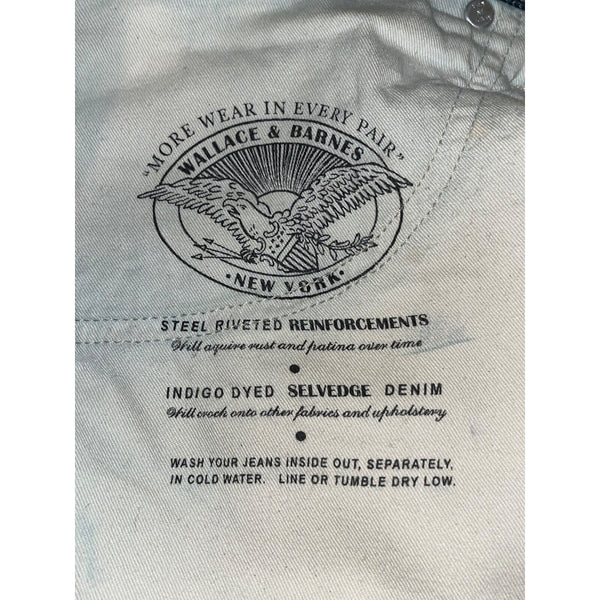 "MORE WEAR IN EVERY PAIR"
WALLACE & BARNES
·NEW YORK·
STEEL RIVETED REINFORCEMENTS
Will aquire rust and patina over time
•
INDIGO DYED SELVEDGE DENIM
Will crock onto other fabrics and upholstery
•
WASH YOUR JEANS INSIDE OUT, SEPARATELY,
IN COLD WATER. LINE OR TUMBLE DRY LOW.